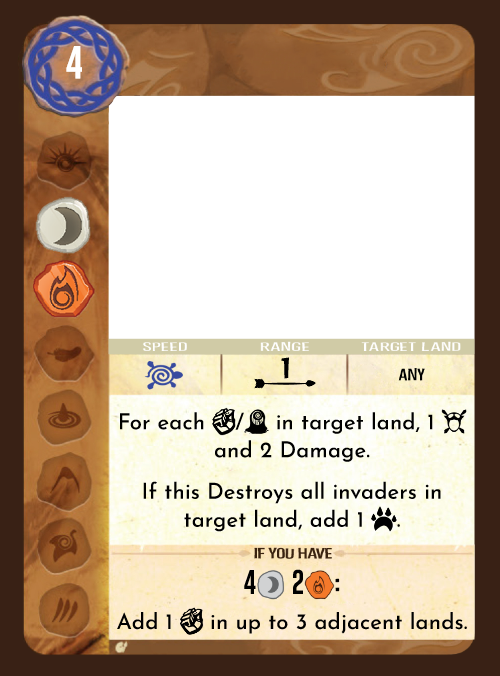 4
SPEED RANGE TARGET LAND
1 ANY
For each / in target land, 1
and 2 Damage.
If this Destroys all invaders in
target land, add 1 .
IF YOU HAVE
4 2 :
Add 1 in up to 3 adjacent lands.